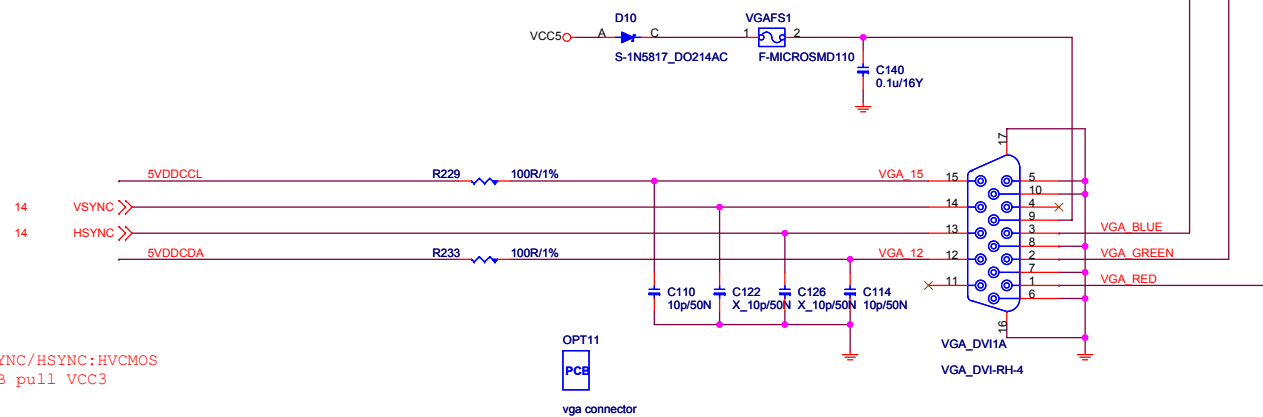 D10
VGAFS1
VCC5
A
C
1
2
S-1N5817_DO214AC
F-MICROSMD110
C140
0.1u/16Y
17
5VDDCCL
R229
100R/1%
VGA_15
15
5
10
14
VSYNC
14
4
9
14
HSYNC
13
3
VGA_BLUE
8
5VDDCDA
R233
100R/1%
VGA_12
12
2
VGA_GREEN
7
11
1
VGA_RED
6
C110
10p/50N
C122
X_10p/50N
C126
X_10p/50N
C114
10p/50N
16
VGA_DVI1A
VGA_DVI-RH-4
OPT11
PCB
vga connector
YNC/HSYNC:HVCMOS
B pull VCC3